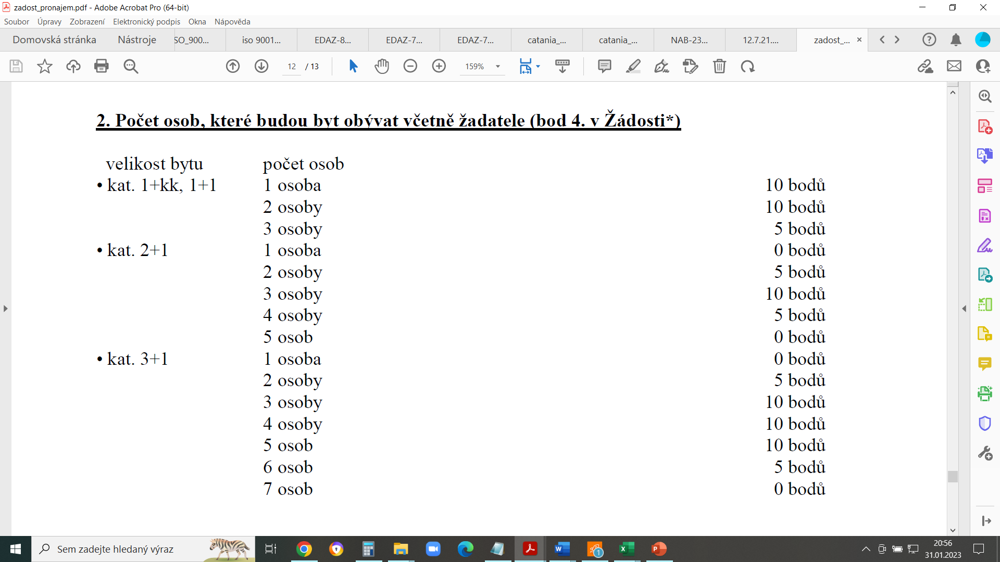 zadost_pronajem.pdf - Adobe Acrobat Pro (64-bit)
Soubor Úpravy Zobrazení Elektronický podpis Okna Nápověda
Domovská stránka Nástroje SO_900... iso 9001... EDAZ-8... EDAZ-7... EDAZ-7... catania_... catania_... NAB-23... 12.7.21.... zadost_...
12 / 13 159%
2. Počet osob, které budou byt obývat včetně žadatele (bod 4. v Žádosti*)
velikost bytu počet osob
• kat. 1+kk, 1+1 1 osoba 10 bodů
2 osoby 10 bodů
3 osoby 5 bodů
• kat. 2+1 1 osoba 0 bodů
2 osoby 5 bodů
3 osoby 10 bodů
4 osoby 5 bodů
5 osob 0 bodů
• kat. 3+1 1 osoba 0 bodů
2 osoby 5 bodů
3 osoby 10 bodů
4 osoby 10 bodů
5 osob 10 bodů
6 osob 5 bodů
7 osob 0 bodů
Sem zadejte hledaný výraz
1
20:56
31.01.2023